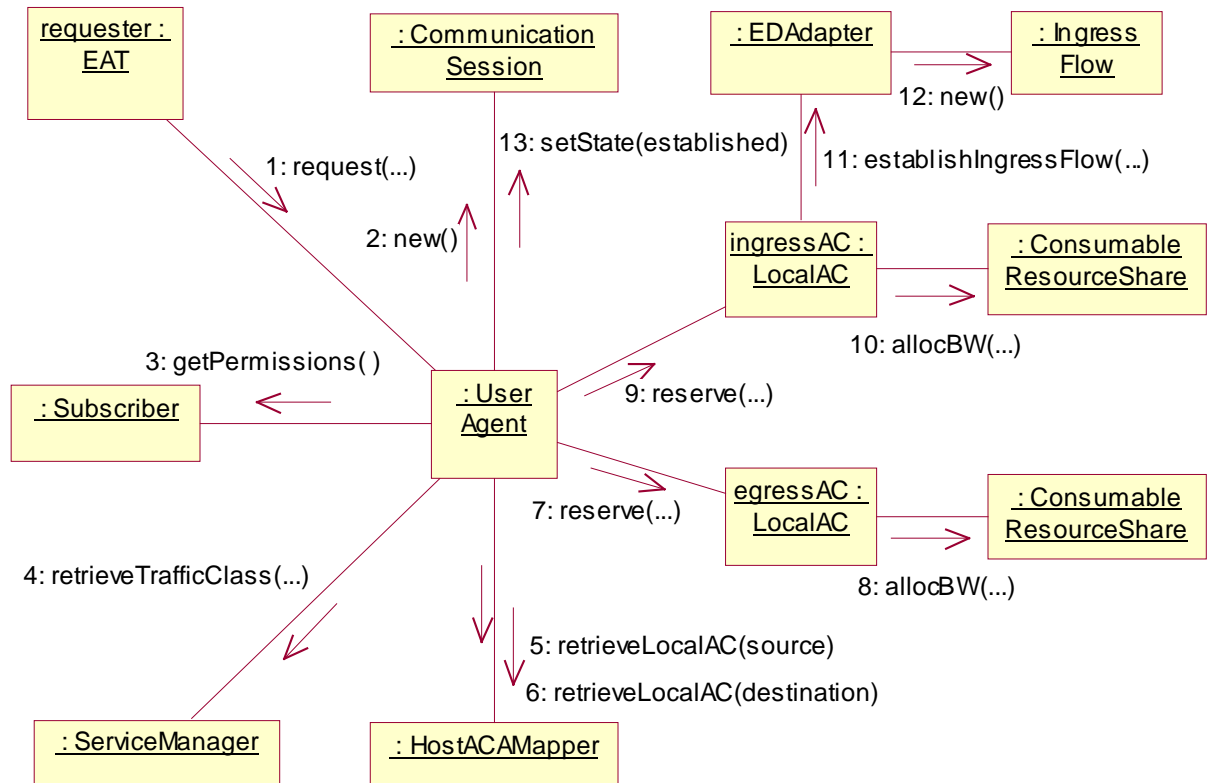 requester :
EAT
: Communication
Session
: EDAdapter
: Ingress
Flow
12: new()
13: setState(established)
11: establishIngressFlow(...)
1: request(...)
2: new()
ingressAC :
LocalAC
: Consumable
ResourceShare
10: allocBW(...)
3: getPermissions( )
: Subscriber
: User
Agent
9: reserve(...)
7: reserve(...)
egressAC :
LocalAC
: Consumable
ResourceShare
8: allocBW(...)
4: retrieveTrafficClass(...)
5: retrieveLocalAC(source)
6: retrieveLocalAC(destination)
: ServiceManager
: HostACAMapper